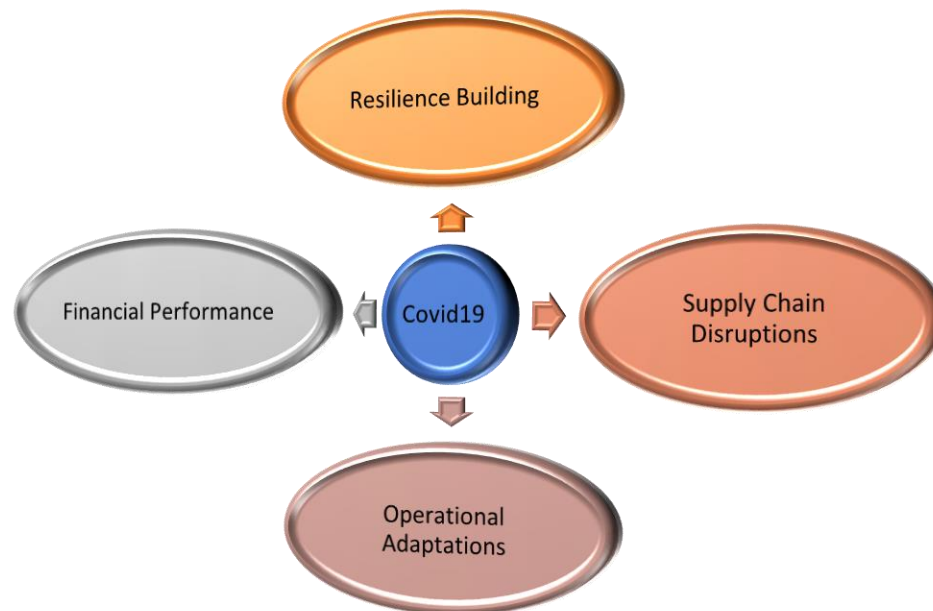 Resilience Building
Financial Performance
Covid19
Supply Chain
Disruptions
Operational
Adaptations